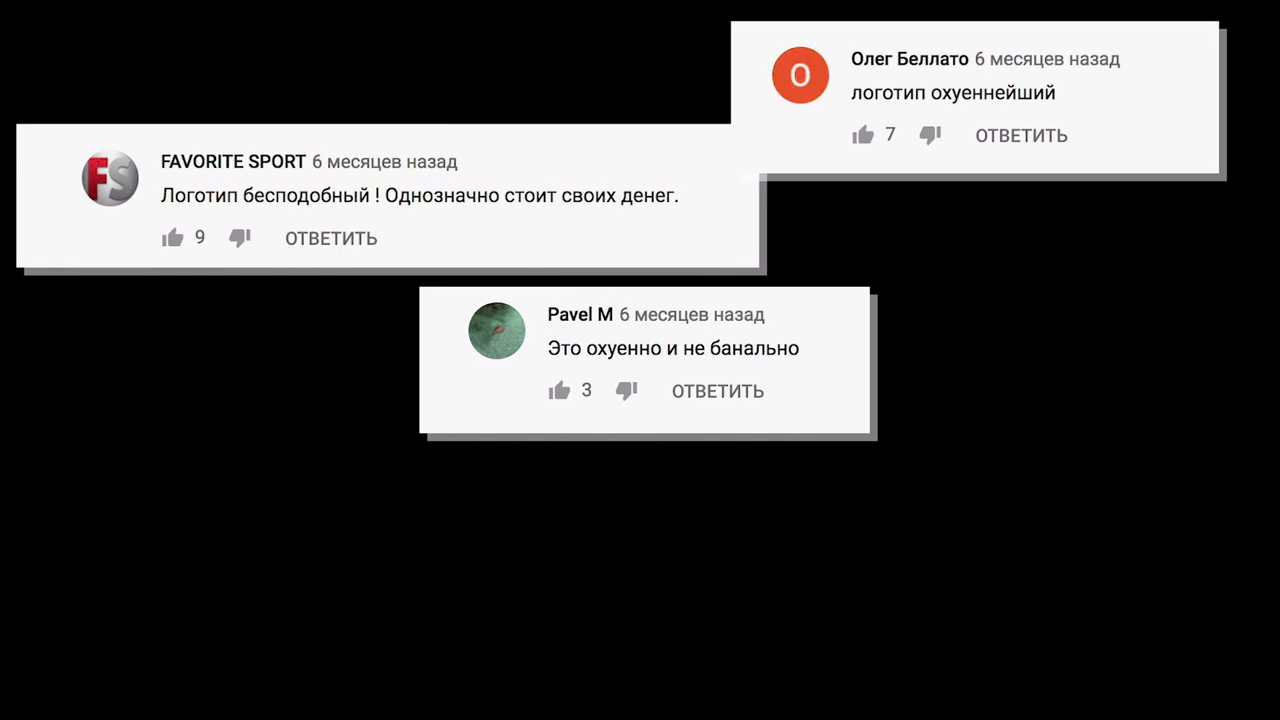 Олег Беллато 6 месяцев назад
логотип охуеннейший
7 ОТВЕТИТЬ
FS
FAVORITE SPORT 6 месяцев назад
Логотип бесподобный ! Однозначно стоит своих денег.
9 ОТВЕТИТЬ
Pavel M 6 месяцев назад
Это охуенно и не банально
3 ОТВЕТИТЬ
О